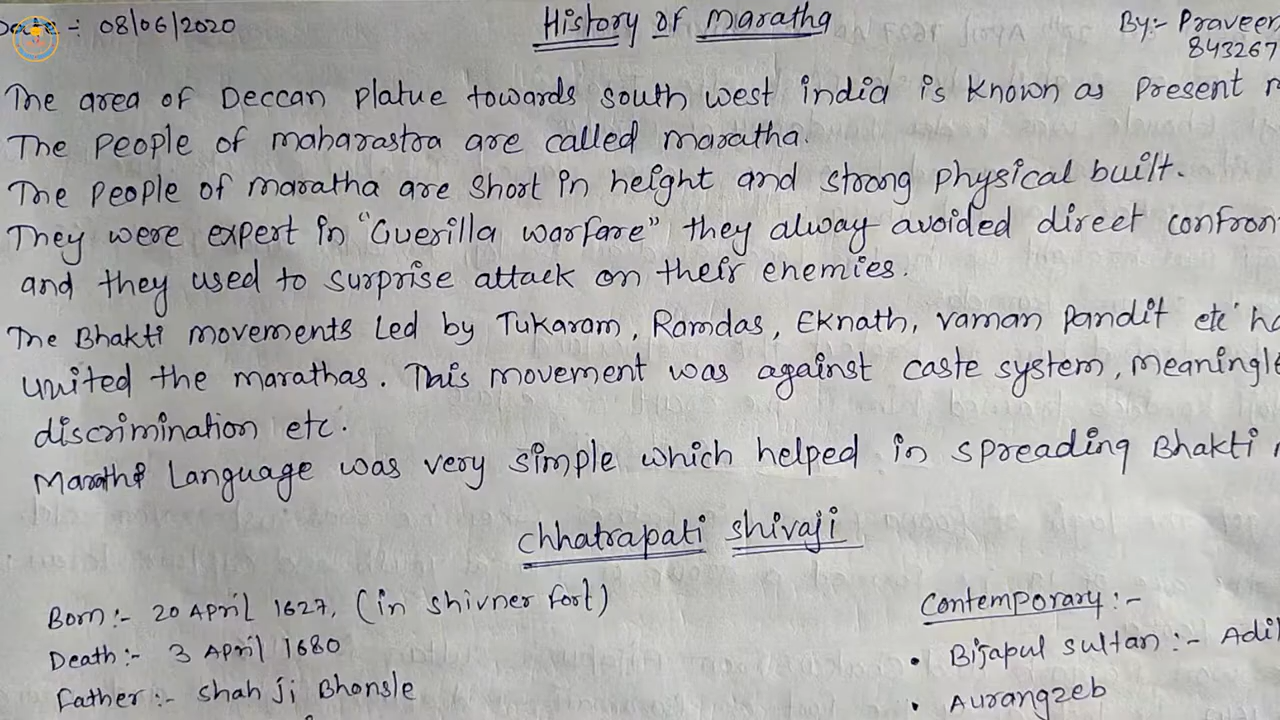 Date :- 08/06/2020
History of Maratha
By:- Praveen
843267
The area of Deccan Platue towards south west india is known as Present
The People of maharastra are called maratha.
The People of maratha are short in height and strong physical built.
They were expert in "Guerilla warfare" they alway avoided direct confron
and they used to surprise attack on their enemies.
The Bhakti movements Led by Tukaram, Ramdas, Eknath, Vaman Pandit etc ha
united the marathas. This movement was against caste system, meaningle
discrimination etc.
Marathi Language was very simple which helped in spreading Bhakti
Chhatrapati Shivaji
Born:- 20 April 1627, (in Shivner Fort)
Death:- 3 April 1680
Father:- Shah Ji Bhonsle
Contemporary:-
• Bijapul Sultan:- Adil
• Aurangzeb